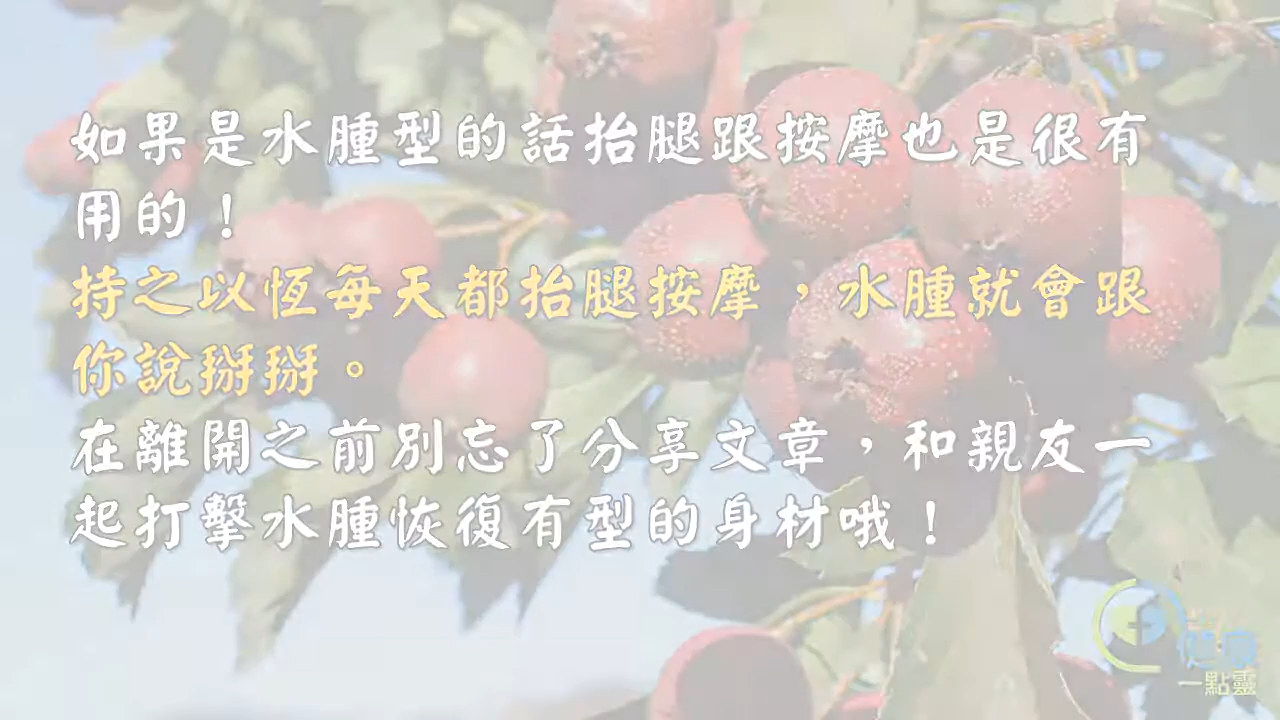 如果是水腫型的話抬腿跟按摩也是很有
用的！
持之以恆每天都抬腿按摩，水腫就會跟
你說掰掰。
在離開之前別忘了分享文章，和親友一
起打擊水腫恢復有型的身材哦！
健康
一點靈